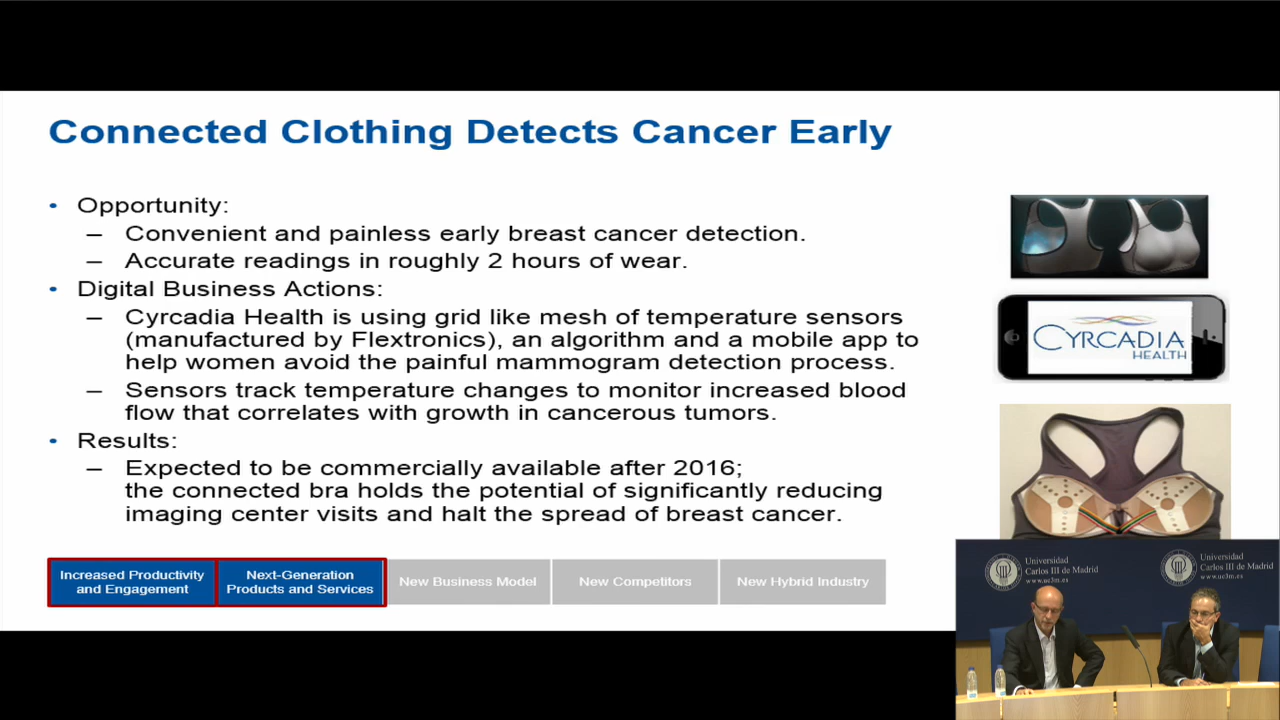 Connected Clothing Detects Cancer Early
• Opportunity:
– Convenient and painless early breast cancer detection.
– Accurate readings in roughly 2 hours of wear.
• Digital Business Actions:
– Cyrcadia Health is using grid like mesh of temperature sensors
(manufactured by Flextronics), an algorithm and a mobile app to
help women avoid the painful mammogram detection process.
– Sensors track temperature changes to monitor increased blood
flow that correlates with growth in cancerous tumors.
• Results:
– Expected to be commercially available after 2016;
the connected bra holds the potential of significantly reducing
imaging center visits and halt the spread of breast cancer.
CYRCADIA
HEALTH
Increased Productivity
and Engagement
Next-Generation
Products and Services
New Business Model
New Competitors
New Hybrid Industry
Universidad
Carlos III de Madrid
www.uc3m.es
Universidad
Carlos III de Madrid
www.uc3m.es